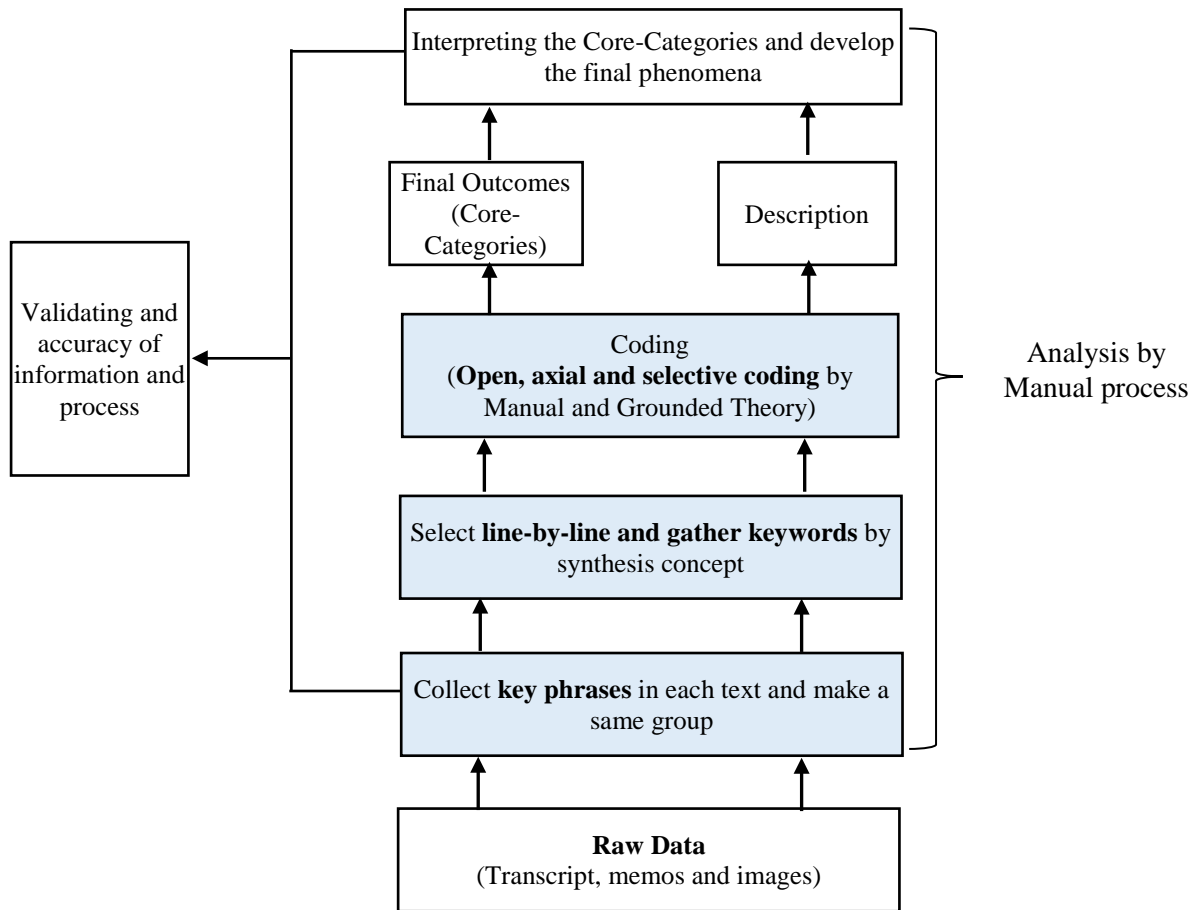 Interpreting the Core-Categories and develop
the final phenomena
Final Outcomes
(Core-
Categories)
Description
Validating and
accuracy of
information and
process
Coding
(Open, axial and selective coding by
Manual and Grounded Theory)
Analysis by
Manual process
Select line-by-line and gather keywords by
synthesis concept
Collect key phrases in each text and make a
same group
Raw Data
(Transcript, memos and images)